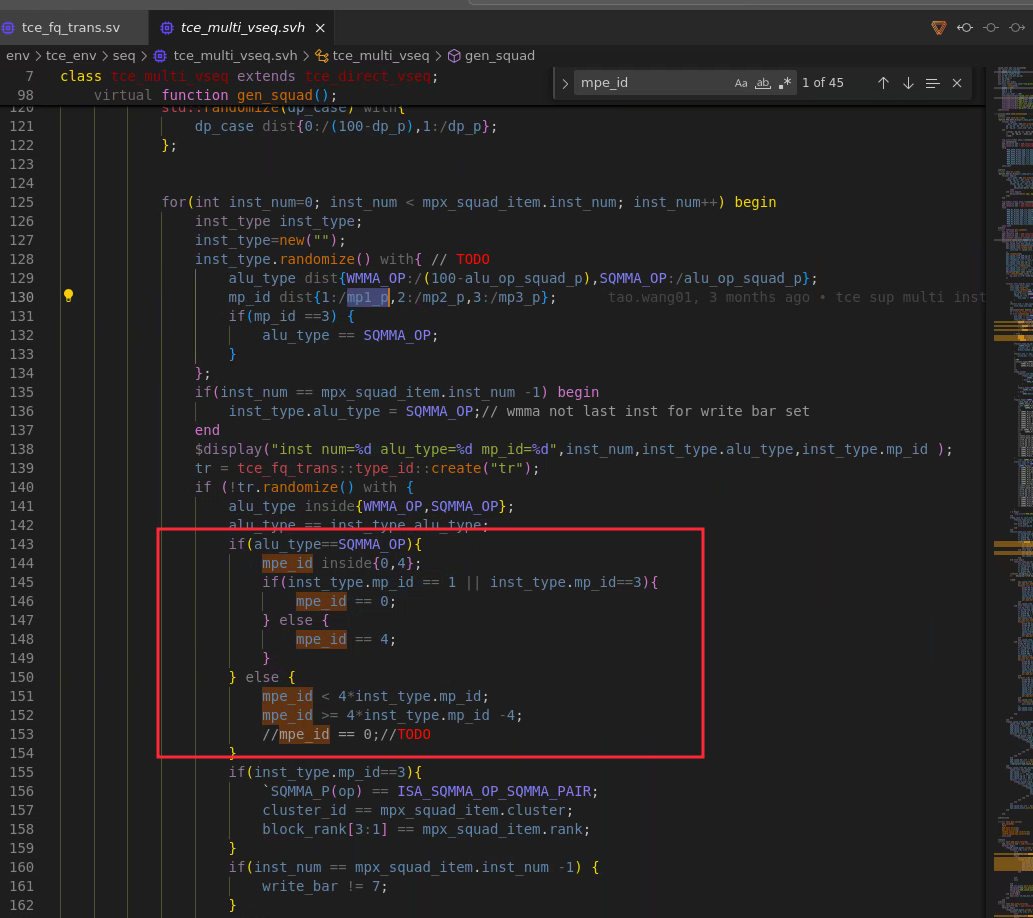 tce_fq_trans.sv
tce_multi_vseq.svh ×
env > tce_env > seq > tce_multi_vseq.svh > tce_multi_vseq > gen_squad
7 class tce_multi_vseq extends tce_direct_vseq;
98 virtual function gen_squad();
> mpe_id Aa ab .* 1 of 45
120 std::randomize(dp_case) with{
121 dp_case dist{0:/(100-dp_p),1:/dp_p};
122 };
123
124
125 for(int inst_num=0; inst_num < mpx_squad_item.inst_num; inst_num++) begin
126 inst_type inst_type;
127 inst_type=new("");
128 inst_type.randomize() with{ // TODO
129 alu_type dist{WMMA_OP:/(100-alu_op_squad_p),SQMMA_OP:/alu_op_squad_p};
130 mp_id dist{1:/mp1_p,2:/mp2_p,3:/mp3_p}; tao.wang01, 3 months ago • tce sup multi inst
131 if(mp_id ==3) {
132 alu_type == SQMMA_OP;
133 }
134 };
135 if(inst_num == mpx_squad_item.inst_num -1) begin
136 inst_type.alu_type = SQMMA_OP;// wmma not last inst for write bar set
137 end
138 $display("inst num=%d alu_type=%d mp_id=%d",inst_num,inst_type.alu_type,inst_type.mp_id );
139 tr = tce_fq_trans::type_id::create("tr");
140 if (!tr.randomize() with {
141 alu_type inside{WMMA_OP,SQMMA_OP};
142 alu_type == inst_type.alu_type;
143 if(alu_type==SQMMA_OP){
144 mpe_id inside{0,4};
145 if(inst_type.mp_id == 1 || inst_type.mp_id==3){
146 mpe_id == 0;
147 } else {
148 mpe_id == 4;
149 }
150 } else {
151 mpe_id < 4*inst_type.mp_id;
152 mpe_id >= 4*inst_type.mp_id -4;
153 //mpe_id == 0;//TODO
154 }
155 if(inst_type.mp_id==3){
156 `SQMMA_P(op) == ISA_SQMMA_OP_SQMMA_PAIR;
157 cluster_id == mpx_squad_item.cluster;
158 block_rank[3:1] == mpx_squad_item.rank;
159 }
160 if(inst_num == mpx_squad_item.inst_num -1) {
161 write_bar != 7;
162 }